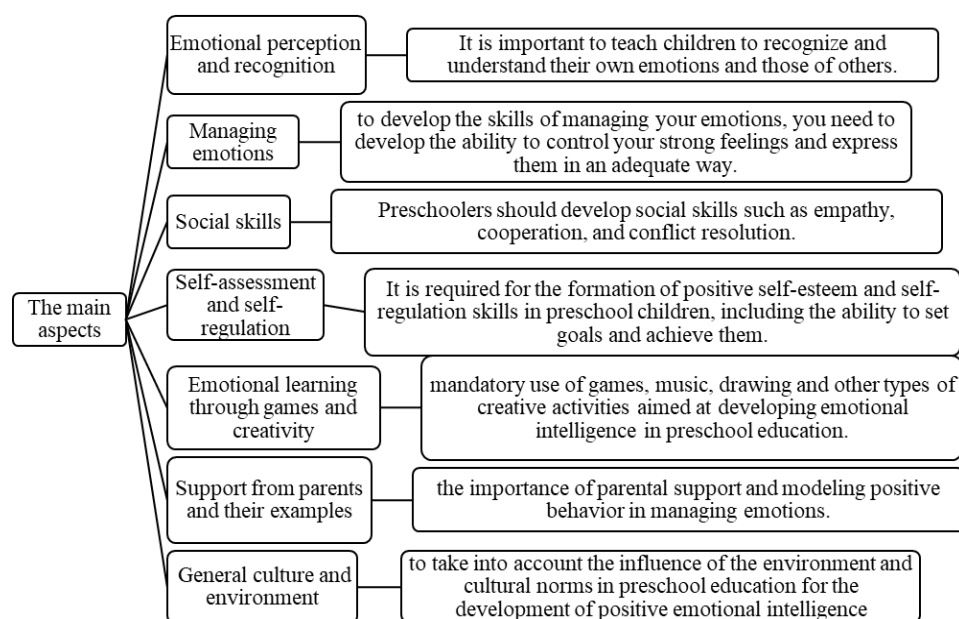 The main
aspects
Emotional perception
and recognition
It is important to teach children to recognize and
understand their own emotions and those of others.
Managing
emotions
to develop the skills of managing your emotions, you need to
develop the ability to control your strong feelings and express
them in an adequate way.
Social skills
Preschoolers should develop social skills such as empathy,
cooperation, and conflict resolution.
Self-assessment
and self-
regulation
It is required for the formation of positive self-esteem and self-
regulation skills in preschool children, including the ability to set
goals and achieve them.
Emotional learning
through games and
creativity
mandatory use of games, music, drawing and other types of
creative activities aimed at developing emotional
intelligence in preschool education.
Support from parents
and their examples
the importance of parental support and modeling positive
behavior in managing emotions.
General culture and
environment
to take into account the influence of the environment and
cultural norms in preschool education for the
development of positive emotional intelligence